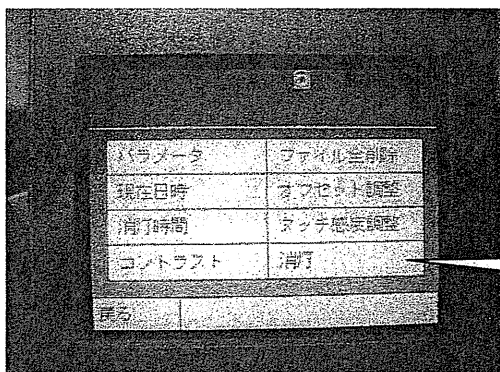 パラメータ ファイル全削除
現在日時 オフセット調整
消灯時間 タッチ感度調整
コントラスト 消灯
戻る